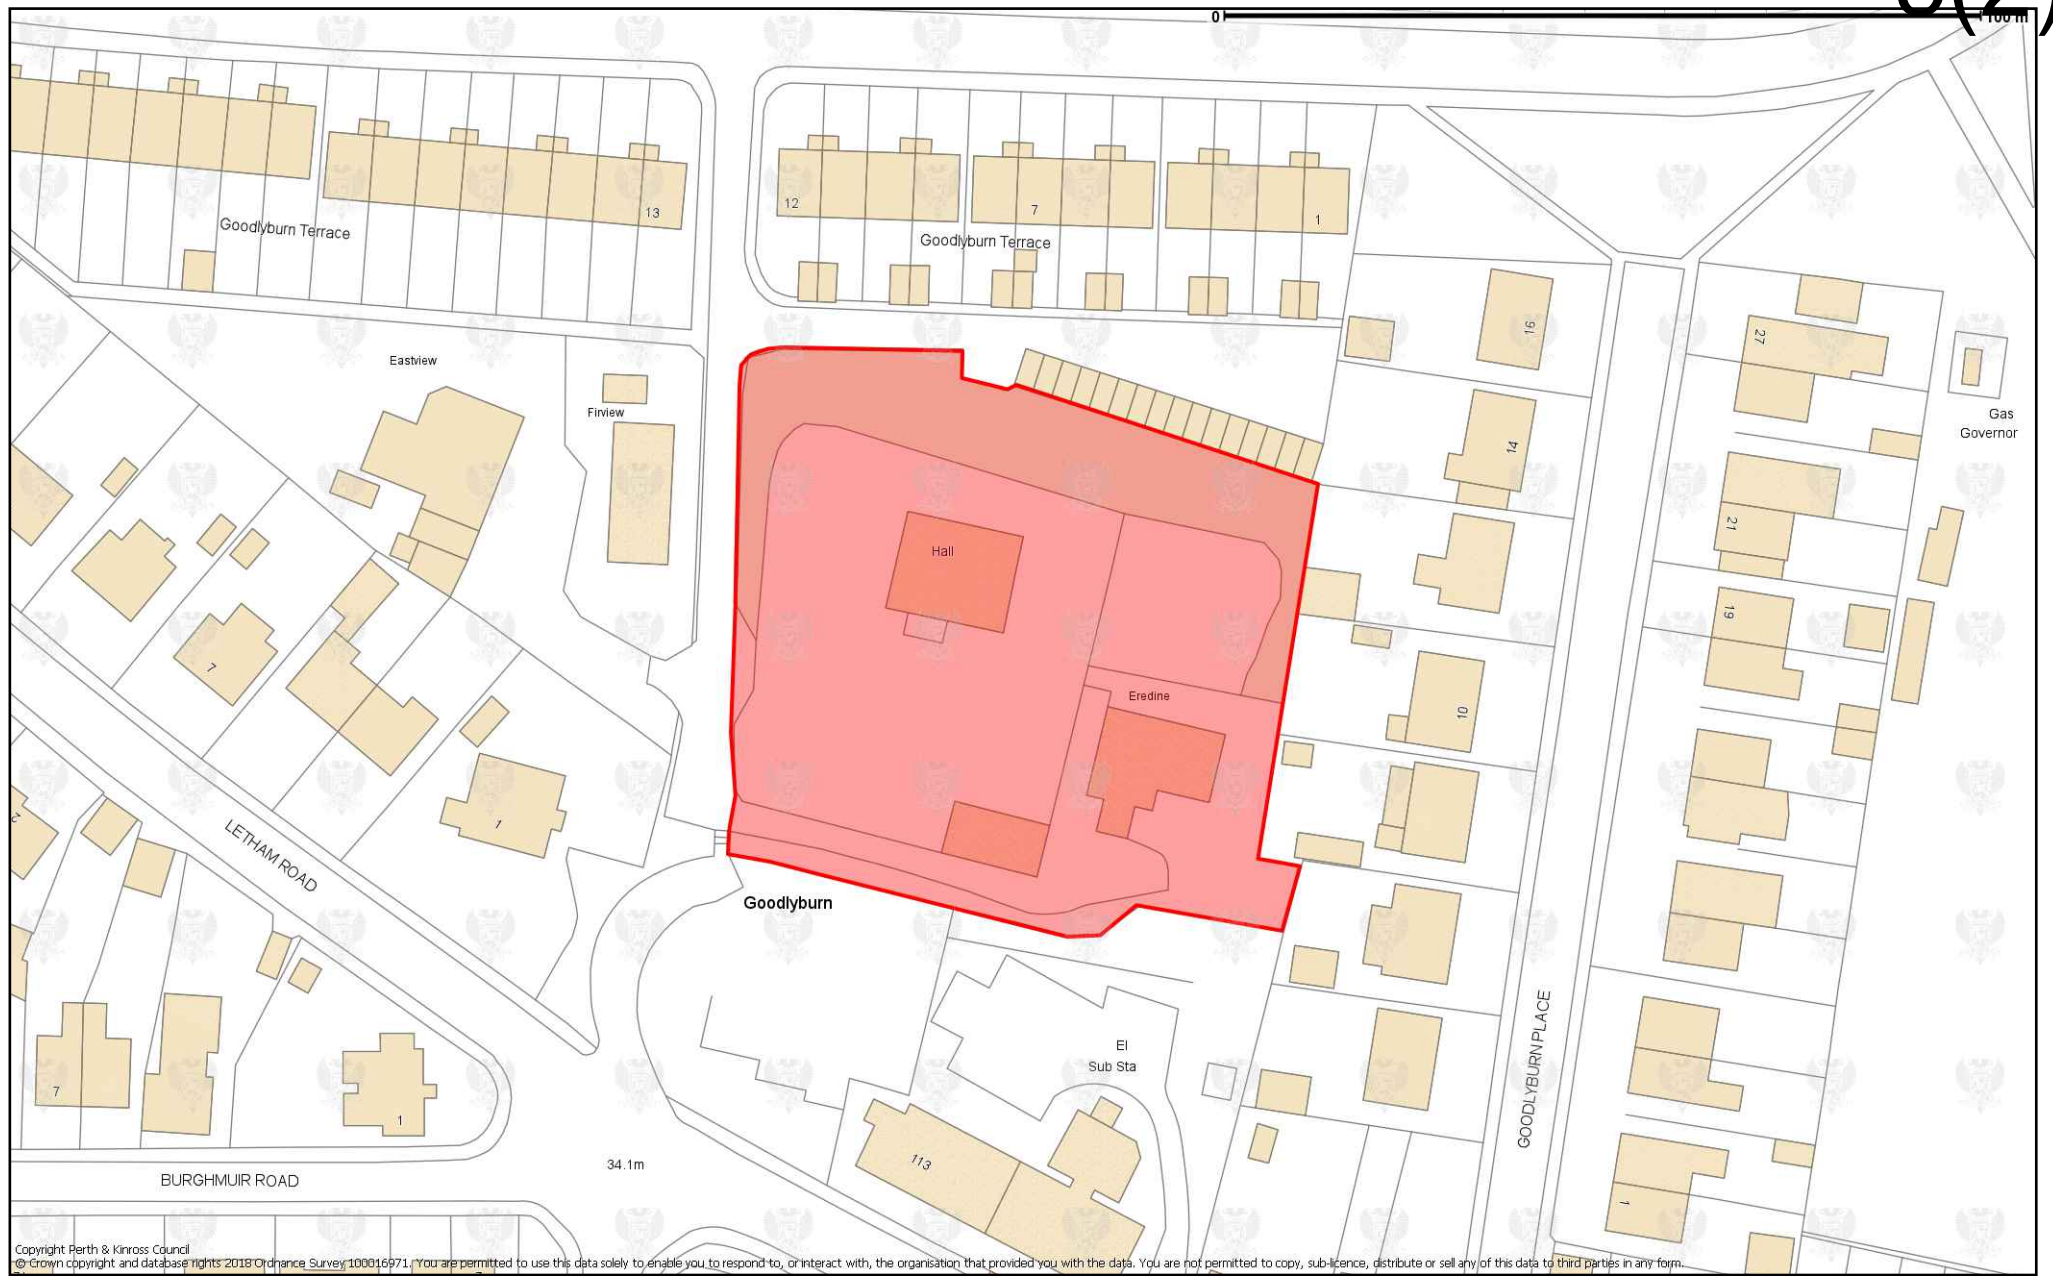 0
100 m
13
12
7
1
Goodlyburn Terrace
Goodlyburn Terrace
16
27
Eastview
Firview
Gas
Governor
14
21
Hall
19
7
Eredine
10
1
2
LETHAM ROAD
Goodlyburn
El
Sub Sta
GOODLYBURN PLACE
7
1
113
34.1m
BURGHMUIR ROAD
1
Copyright Perth & Kinross Council
© Crown copyright and database rights 2018 Ordnance Survey 100016971. You are permitted to use this data solely to enable you to respond to, or interact with, the organisation that provided you with the data. You are not permitted to copy, sub-licence, distribute or sell any of this data to third parties in any form.